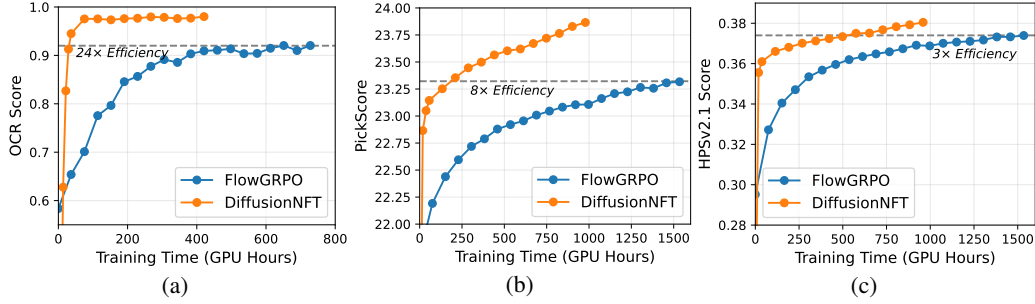 OCR Score
1.0
0.9
0.8
0.7
0.6
24× Efficiency
FlowGRPO
DiffusionNFT
0
200
400
600
800
Training Time (GPU Hours)
(a)
PickScore
24.00
23.75
23.50
23.25
23.00
22.75
22.50
22.25
22.00
8× Efficiency
FlowGRPO
DiffusionNFT
0
250
500
750
1000
1250
1500
Training Time (GPU Hours)
(b)
HPSv2.1 Score
0.38
0.36
0.34
0.32
0.30
0.28
3× Efficiency
FlowGRPO
DiffusionNFT
0
250
500
750
1000
1250
1500
Training Time (GPU Hours)
(c)